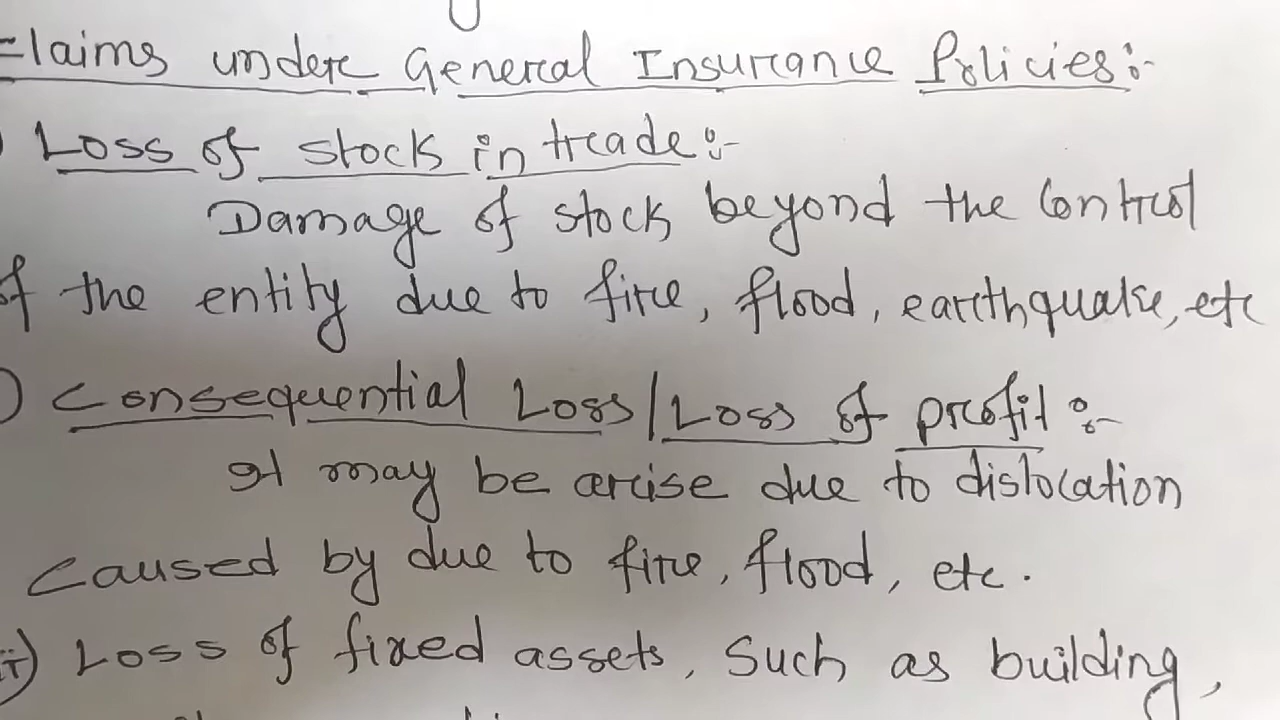 Claims under General Insurance Policies:-
) Loss of stock in trade:-
Damage of stock beyond the control
of the entity due to fire, flood, earthquake, etc
) Consequential Loss/Loss of profit:-
It may be arise due to dislocation
caused by due to fire, flood, etc.
ii) Loss of fixed assets, such as building,